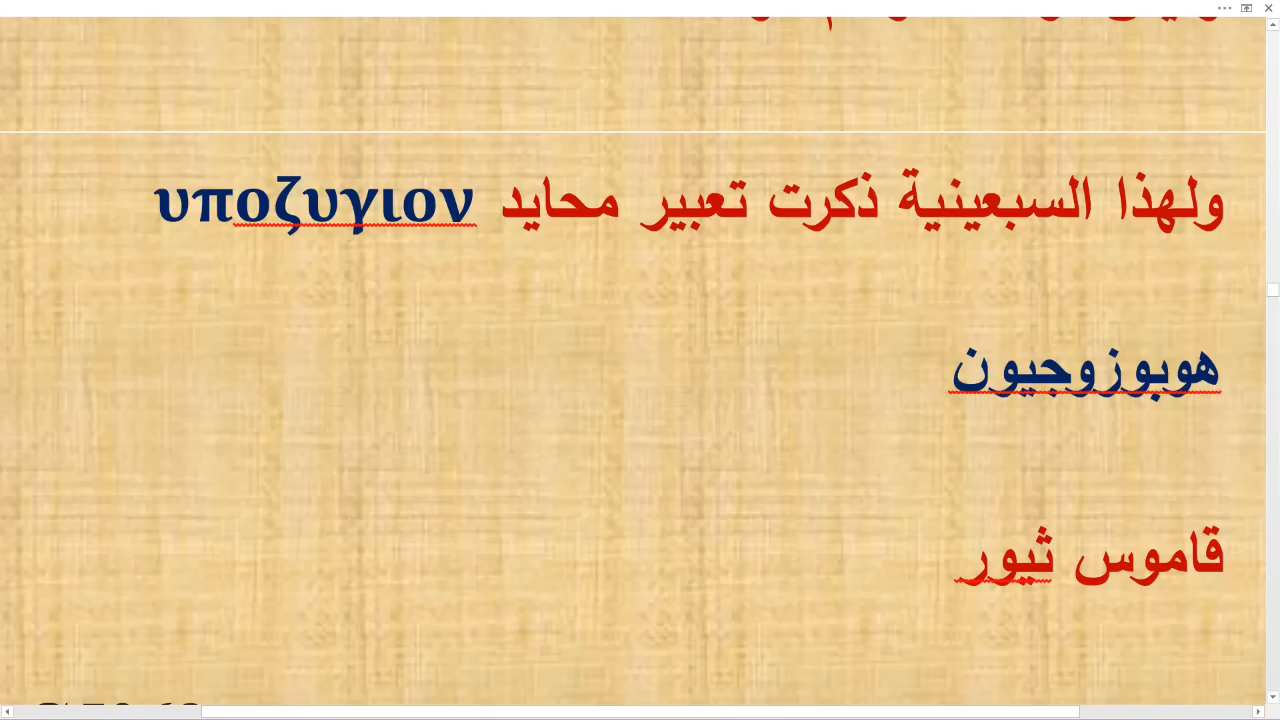 ولهذا السبعينية ذكرت تعبير محايد υποζυγιον
هوبوزوجيون
قاموس ثيور